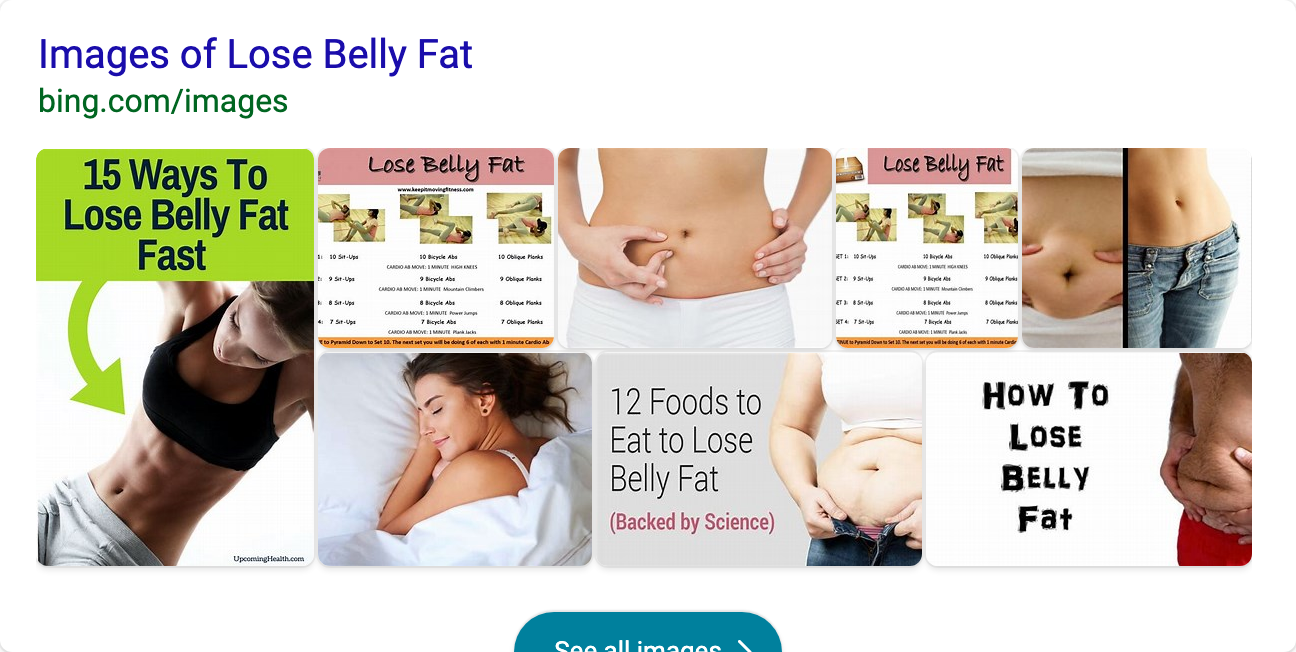 Images of Lose Belly Fat
bing.com/images
15 Ways To
Lose Belly Fat
Fast
UpcomingHealth.com
Lose Belly Fat
www.keepitmovingfitness.com
10 Sit-Ups 10 Bicycle Abs 10 Oblique Planks
CARDIO AB MOVE: 1 MINUTE HIGH KNEES
9 Sit-Ups 9 Bicycle Abs 9 Oblique Planks
CARDIO AB MOVE: 1 MINUTE Mountain Climbers
8 Sit-Ups 8 Bicycle Abs 8 Oblique Planks
CARDIO AB MOVE: 1 MINUTE Power Jumps
7 Sit-Ups 7 Bicycle Abs 7 Oblique Planks
CARDIO AB MOVE: 1 MINUTE Plank Jacks
to Pyramid Down to Set 10. The next set you will be doing 6 of each with 1 minute Cardio Ab
Lose Belly Fat
SET 1: 10 Sit-Ups 10 Bicycle Abs 10 Oblique Planks
CARDIO AB MOVE: 1 MINUTE HIGH KNEES
SET 2: 9 Sit-Ups 9 Bicycle Abs 9 Oblique Planks
CARDIO AB MOVE: 1 MINUTE Mountain Climbers
SET 3: 8 Sit-Ups 8 Bicycle Abs 8 Oblique Planks
CARDIO AB MOVE: 1 MINUTE Power Jumps
SET 4: 7 Sit-Ups 7 Bicycle Abs 7 Oblique Planks
CARDIO AB MOVE: 1 MINUTE Plank Jacks
to Pyramid Down to Set 10. The next set you will be doing 6 of each with 1 minute Cardio
12 Foods to
Eat to Lose
Belly Fat
(Backed by Science)
How To
Lose
Belly
Fat
See all images